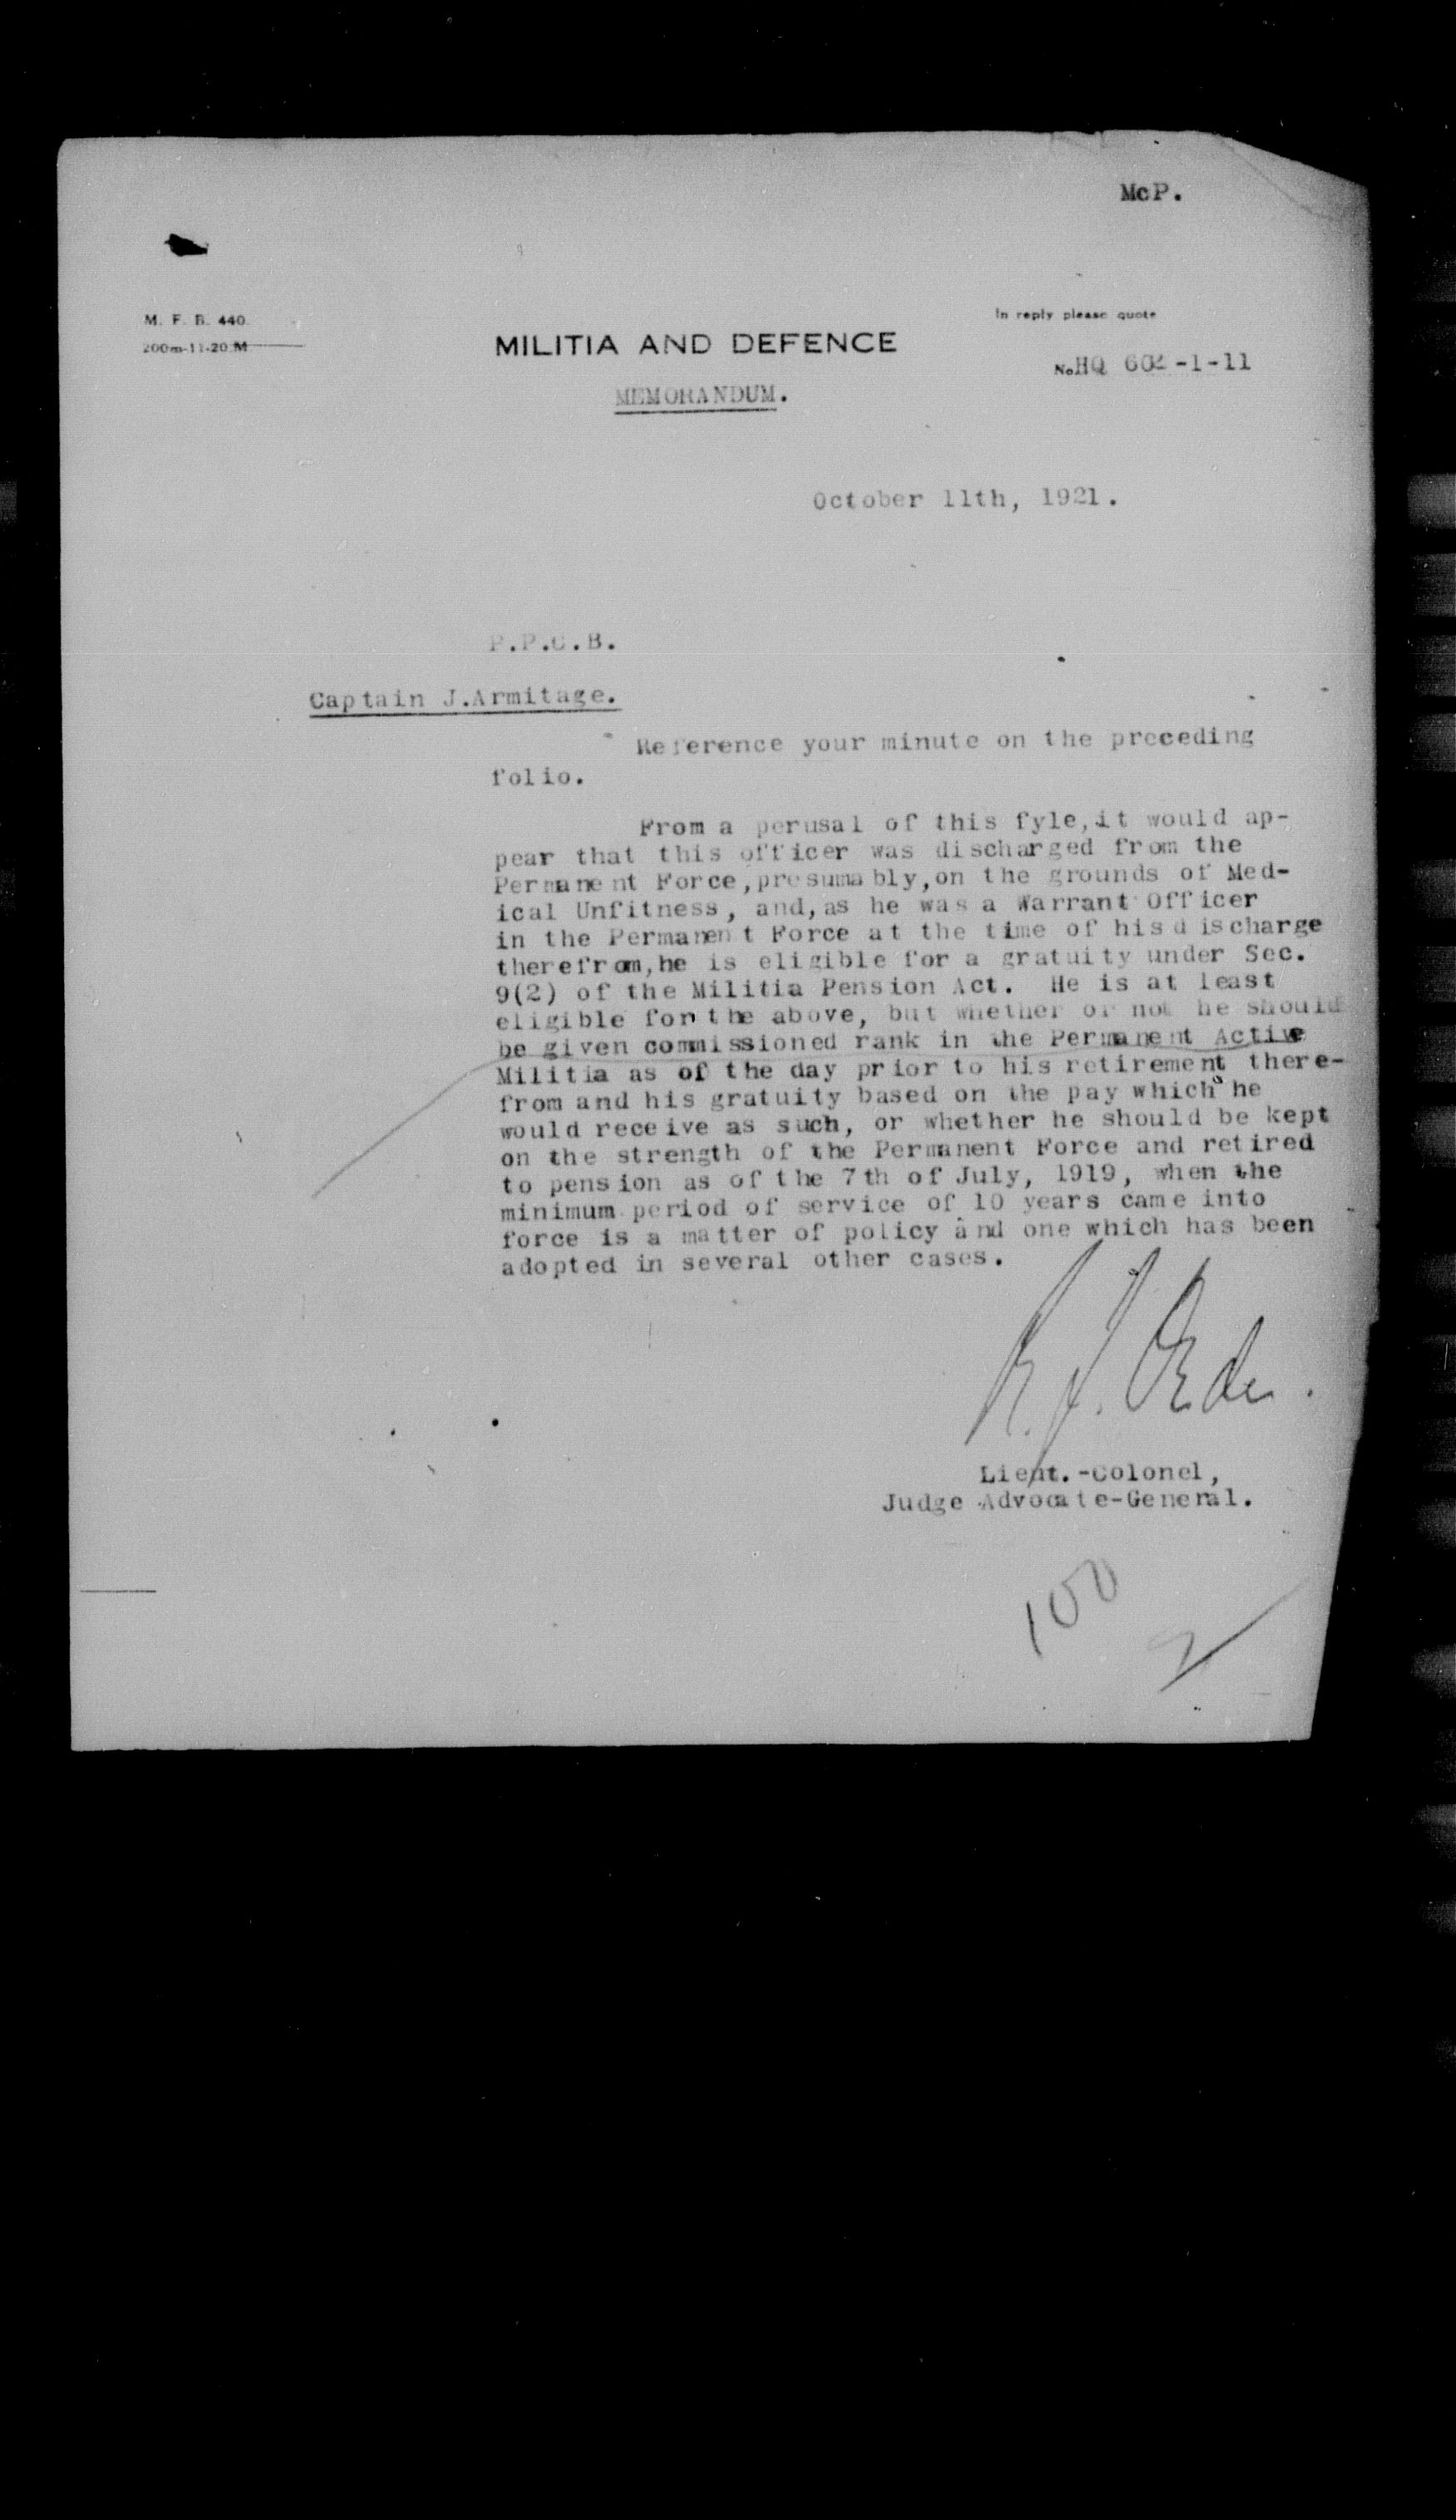 McP.
M. F. B. 440.
200m-11-20 M
In reply please quote
MILITIA AND DEFENCE
No.HQ 602-1-11
MEMORANDUM.
October 11th, 1921.
P.P.C.B.
Captain J.Armitage.
Reference your minute on the preceding
folio.
From a perusal of this fyle,it would ap-
pear that this officer was discharged from the
Permanent Force,presumably,on the grounds of Med-
ical Unfitness, and,as he was a Warrant Officer
in the Permanent Force at the time of his discharge
therefrom,he is eligible for a gratuity under Sec.
9(2) of the Militia Pension Act. He is at least
eligible for the above, but whether or not he should
be given commissioned rank in the Permanent Active
Militia as of the day prior to his retirement there-
from and his gratuity based on the pay which he
would receive as such, or whether he should be kept
on the strength of the Permanent Force and retired
to pension as of the 7th of July, 1919, when the
minimum period of service of 10 years came into
force is a matter of policy and one which has been
adopted in several other cases.
R.J. Orde.
Lieut.-Colonel,
Judge Advocate-General.
100
2